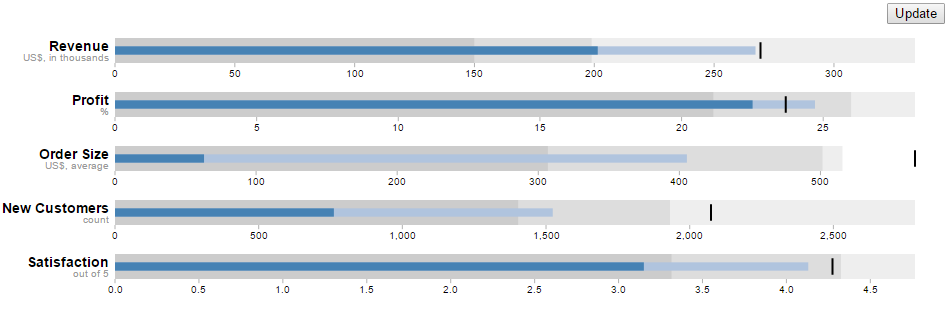 Update
Revenue
US$, in thousands
0 50 100 150 200 250 300
Profit
%
0 5 10 15 20 25
Order Size
US$, average
0 100 200 300 400 500
New Customers
count
0 500 1,000 1,500 2,000 2,500
Satisfaction
out of 5
0.0 0.5 1.0 1.5 2.0 2.5 3.0 3.5 4.0 4.5